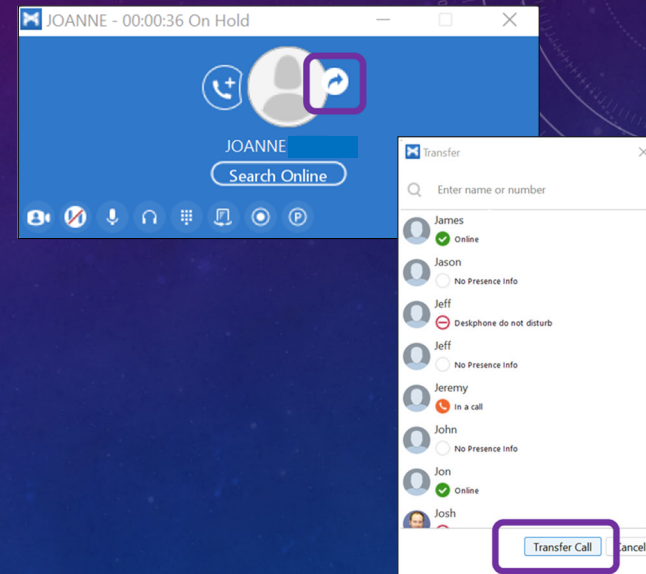 JOANNE - 00:00:36 On Hold
JOANNE
Search Online
P
Transfer
Enter name or number
James
Online
Jason
No Presence Info
Jeff
Deskphone do not disturb
Jeff
No Presence Info
Jeremy
In a call
John
No Presence Info
Jon
Online
Josh
Transfer Call
Cancel